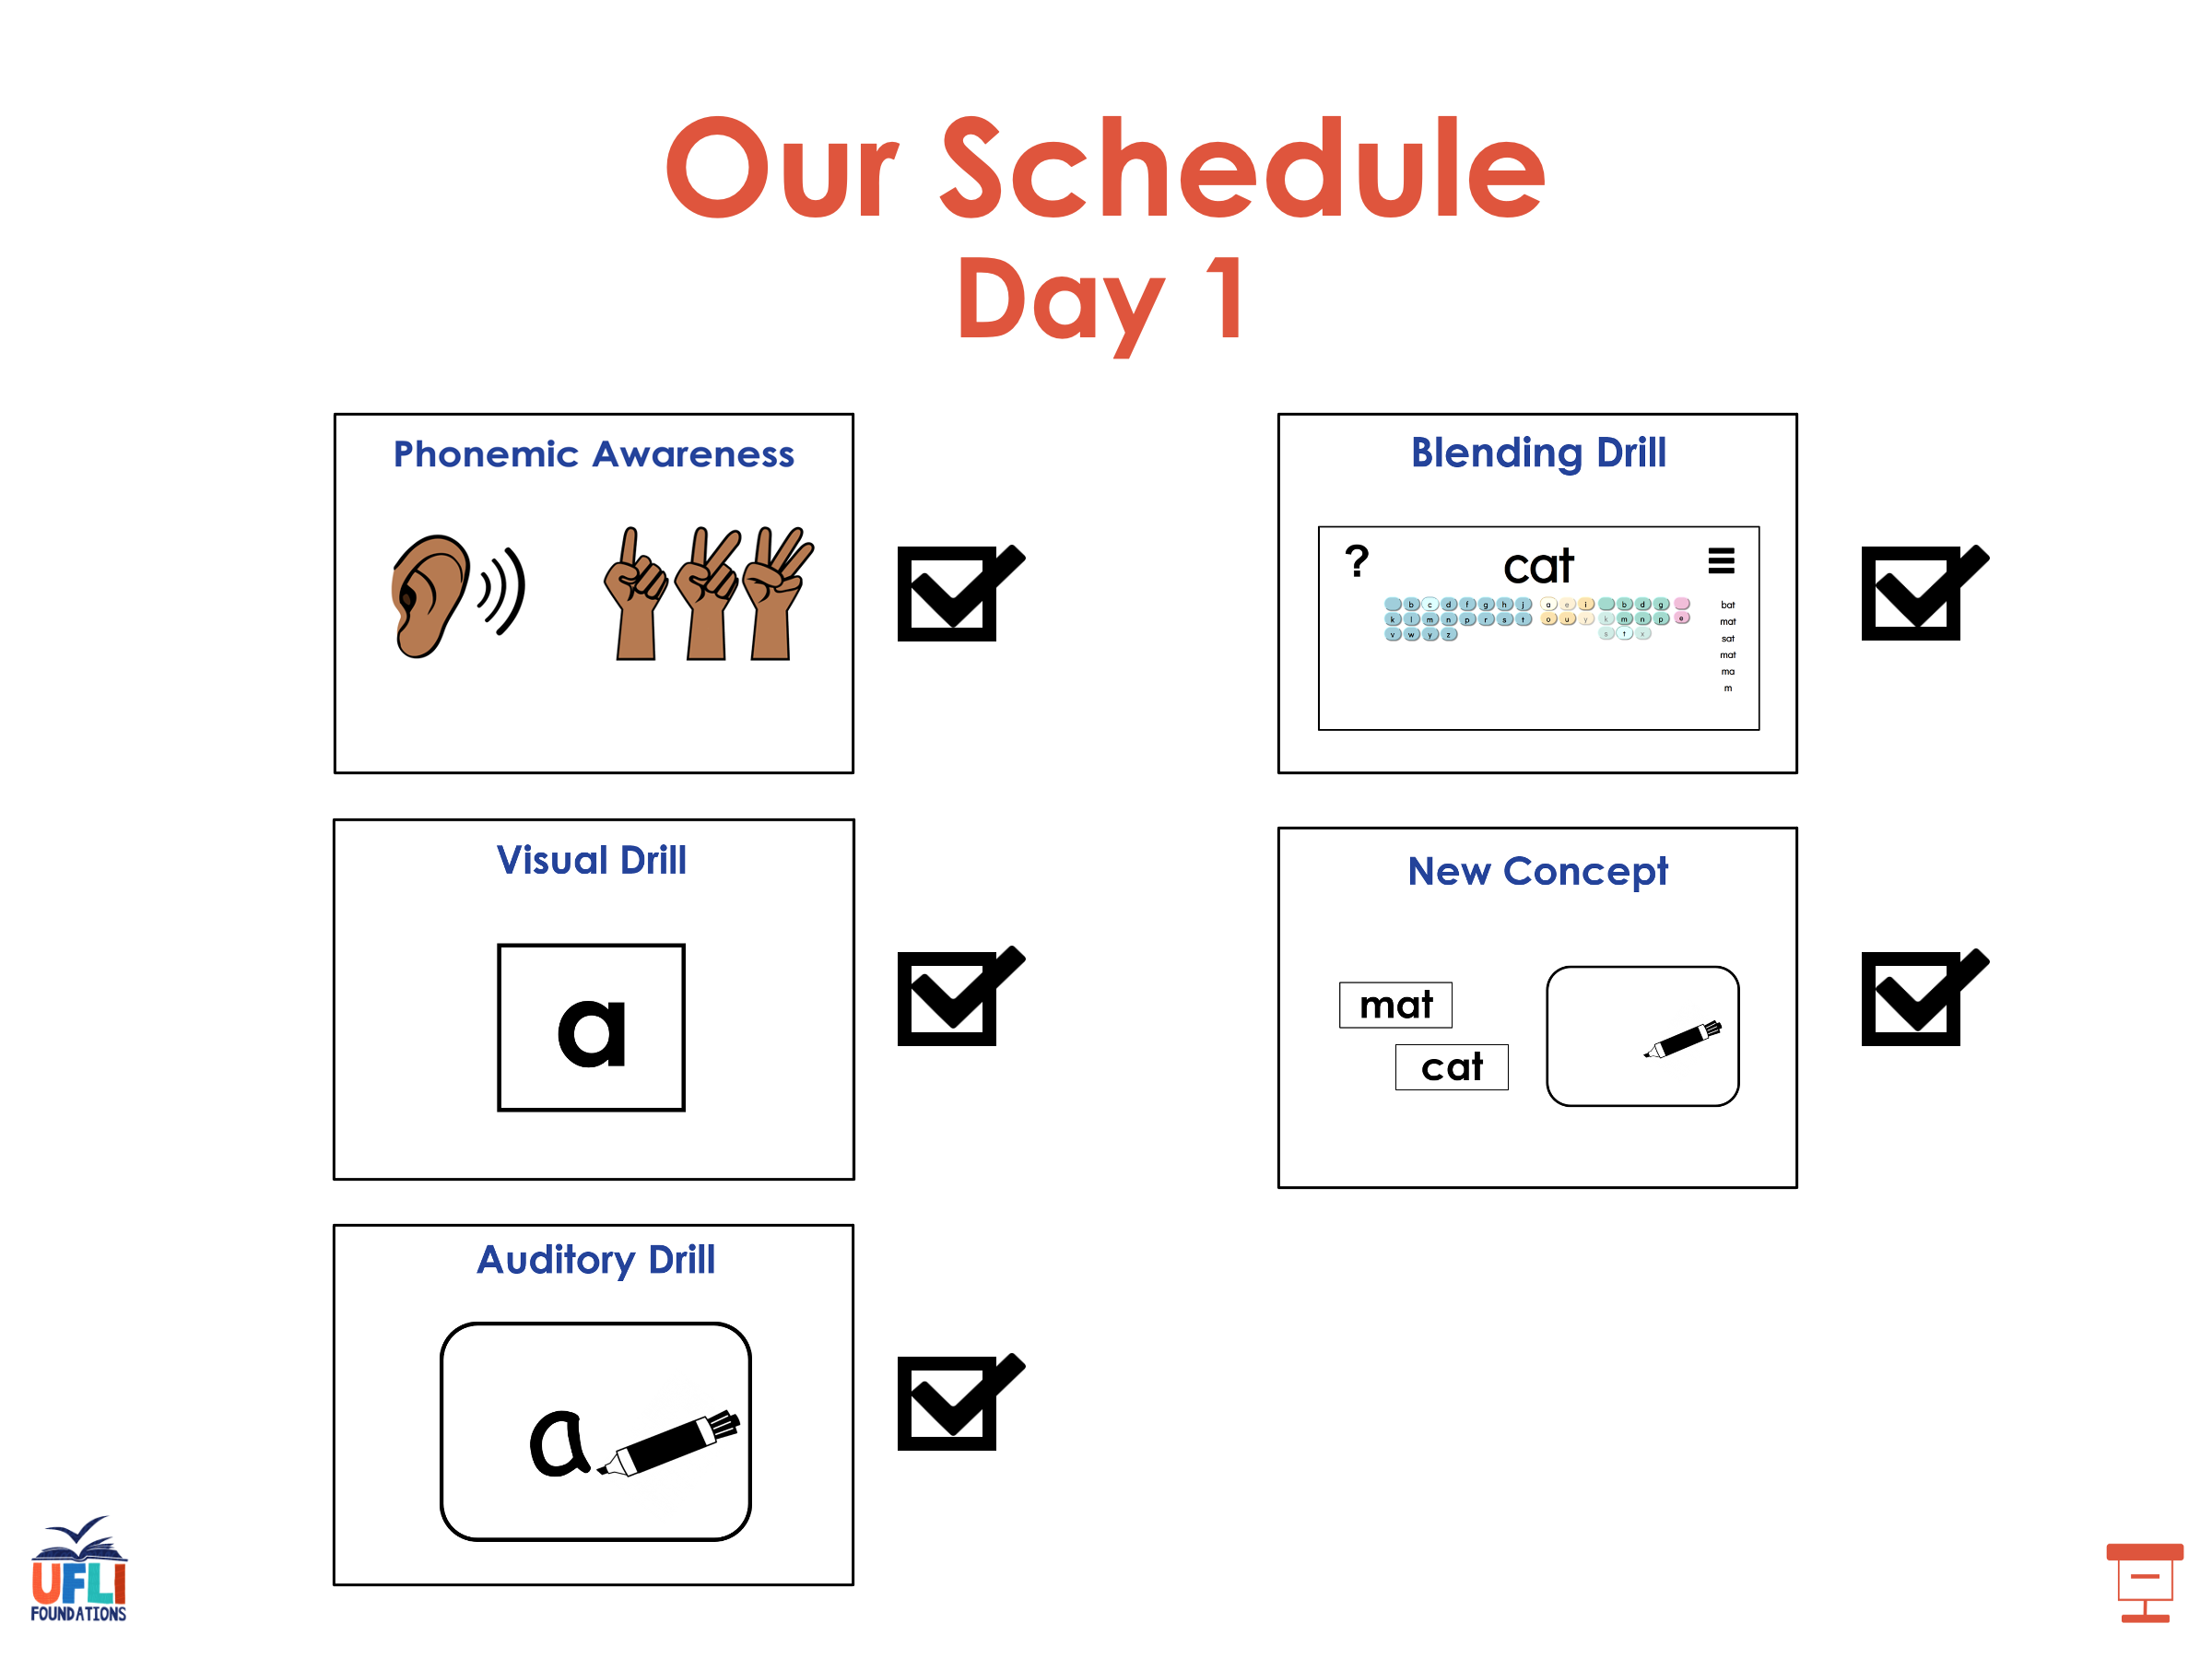 Our Schedule
Day 1
Phonemic Awareness
Visual Drill
a
Auditory Drill
a
Blending Drill
? cat
b c d f g h j a e i b d g
k l m n p r s t o u y k m n p e
v w y z s t x
bat
mat
sat
mat
ma
m
New Concept
mat
cat
UFLI
FOUNDATIONS